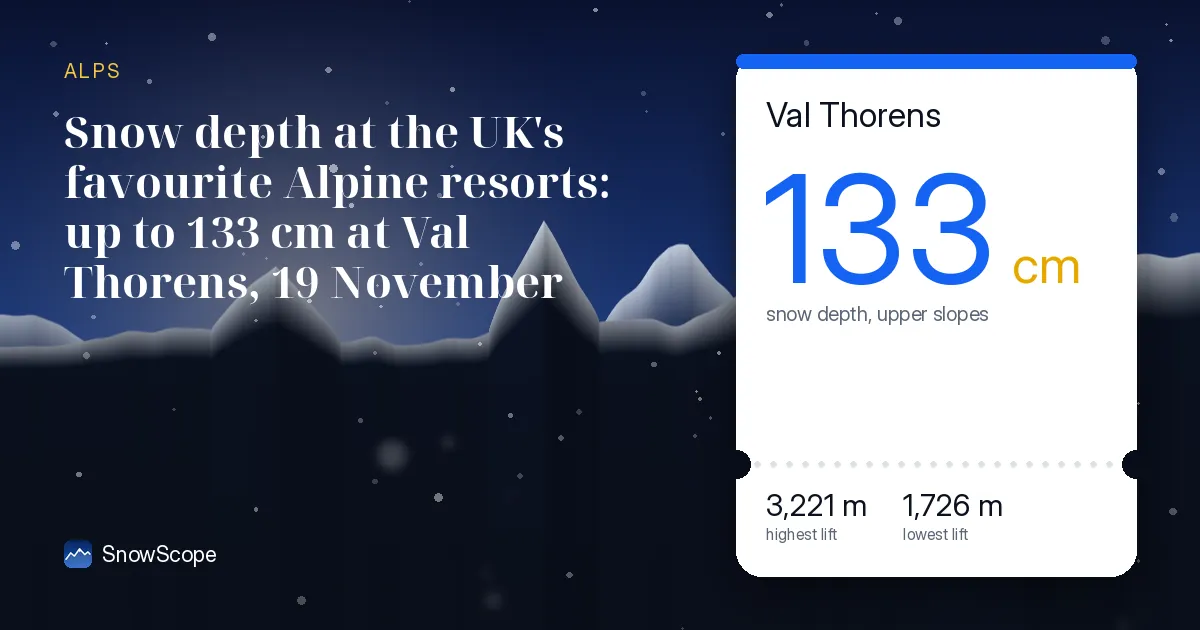 ALPS
Snow depth at the UK's
favourite Alpine resorts:
up to 133 cm at Val
Thorens, 19 November
SnowScope
Val Thorens
133 cm
snow depth, upper slopes
3,221 m 1,726 m
highest lift lowest lift